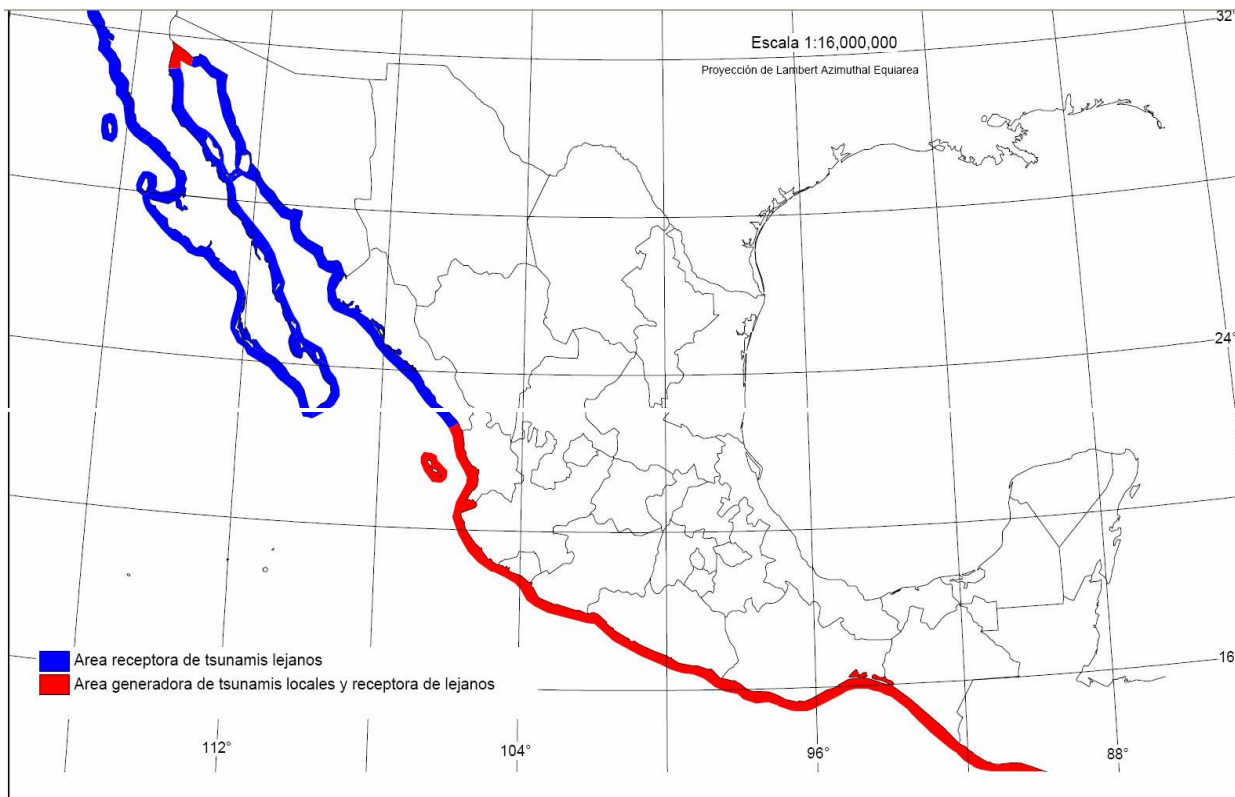 32°
Escala 1:16,000,000
Proyección de Lambert Azimuthal Equiarea
24°
16
Area receptora de tsunamis lejanos
Area generadora de tsunamis locales y receptora de lejanos
112°
104°
96°
88°